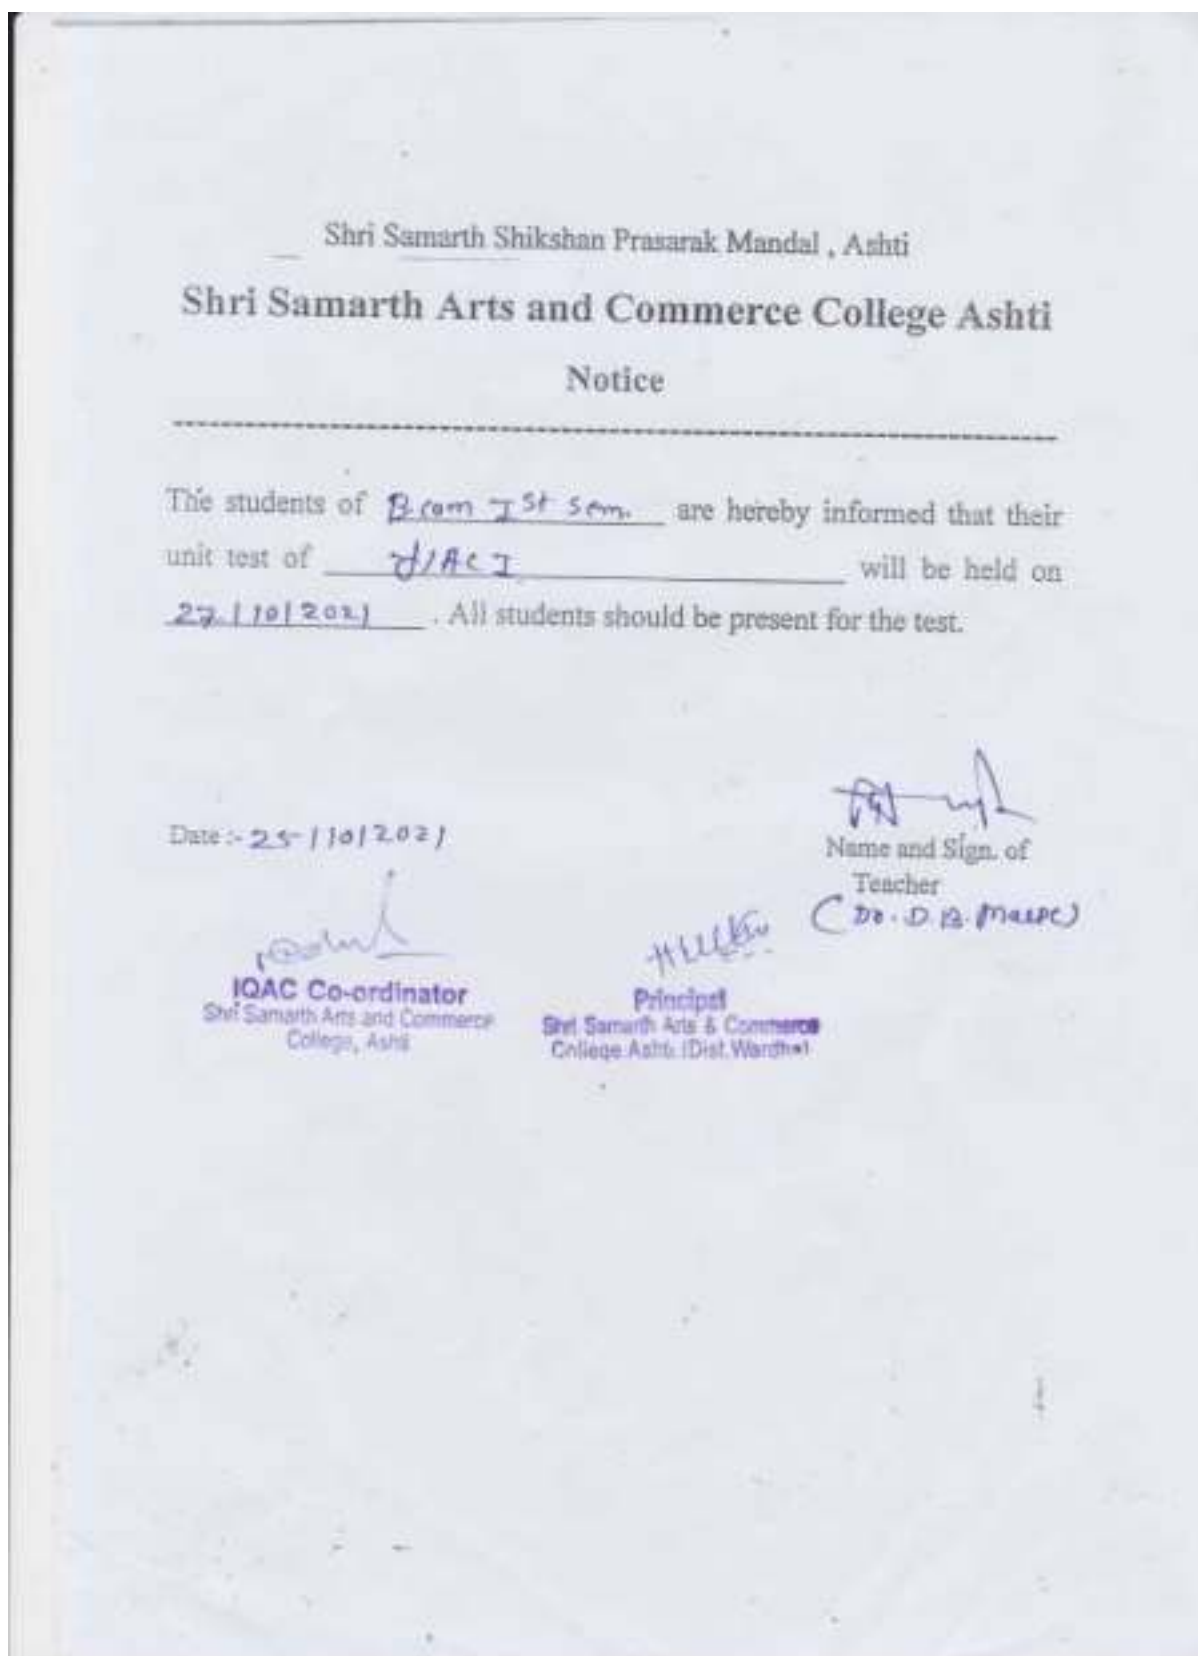 Shri Samarth Shikshan Prasarak Mandal , Ashti
Shri Samarth Arts and Commerce College Ashti
Notice
The students of B com I st Sem. are hereby informed that their
unit test of F/Ac I will be held on
27/10/2021 . All students should be present for the test.
Date :- 25/10/2021
Name and Sign. of
Teacher
(Dr. D. B.
IQAC Co-ordinator
Shri Samarth Arts and Commerce
College, Ashti
Principal
Shri Samarth Arts & Commerce
College Ashti (Dist. Wardha)